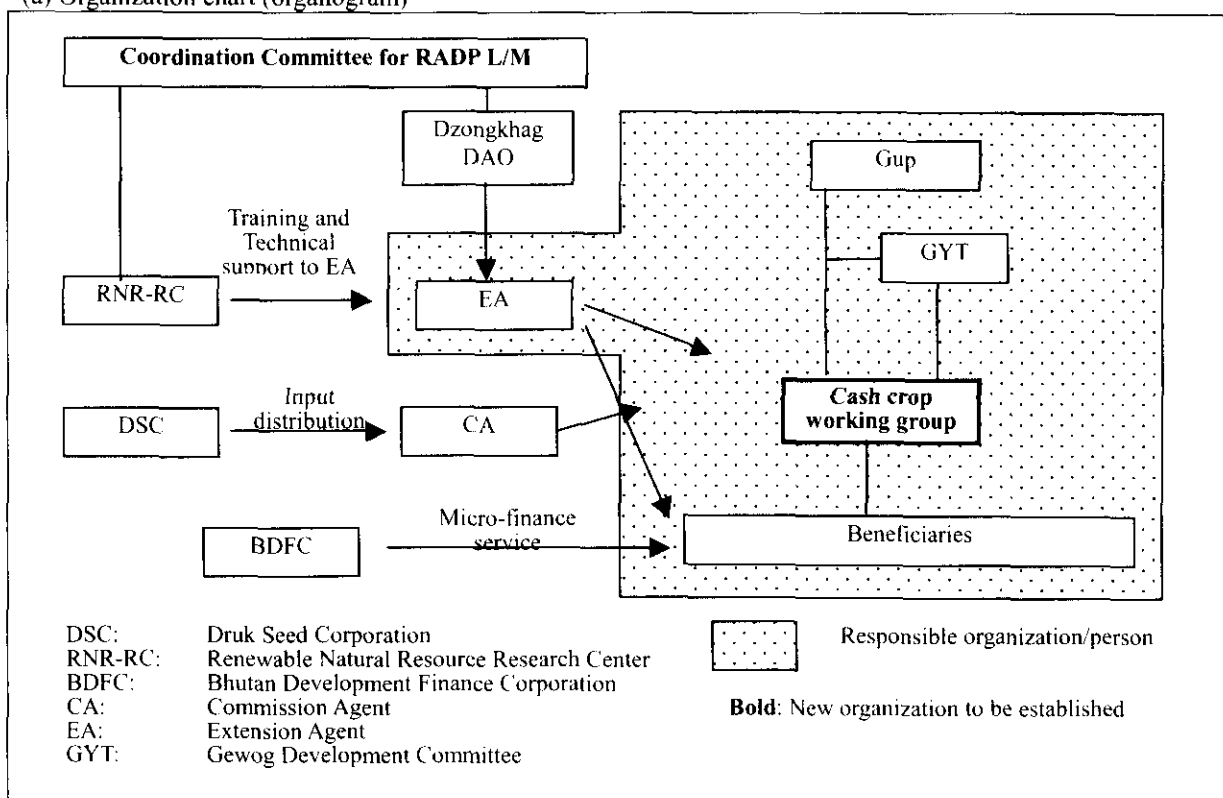 (a) Organization chart (organogram)
Coordination Committee for RADP L/M
Dzongkhag
DAO
Gup
Training and
Technical
support to EA
GYT
RNR-RC
EA
Cash crop
working group
Input
distribution
DSC
CA
Micro-finance
service
BDFC
Beneficiaries
DSC: Druk Seed Corporation
RNR-RC: Renewable Natural Resource Research Center
BDFC: Bhutan Development Finance Corporation
CA: Commission Agent
EA: Extension Agent
GYT: Gewog Development Committee
Responsible organization/person
Bold: New organization to be established